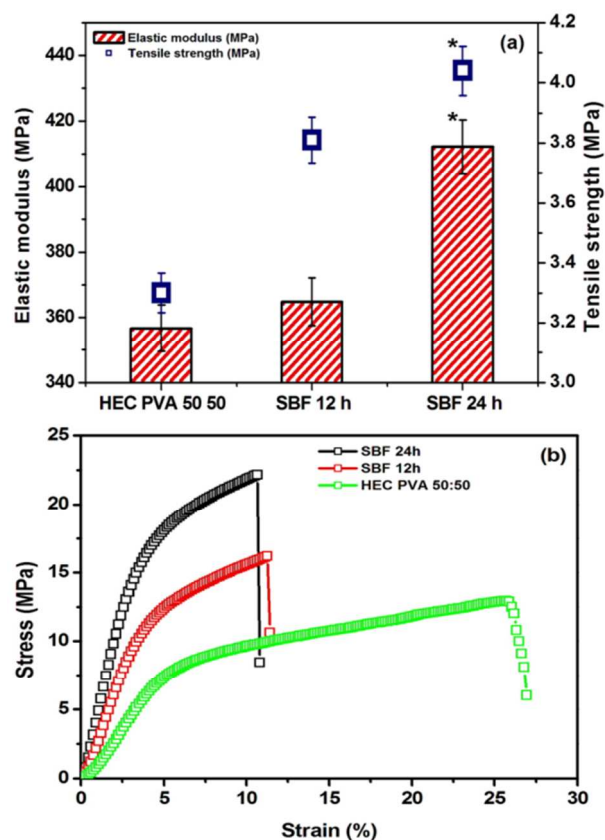 Elastic modulus (MPa)
Tensile strength (MPa)
(a)
*
*
Elastic modulus
(MPa)
440
420
400
380
360
340
Tensile strength
(MPa)
4.2
4.0
3.8
3.6
3.4
3.2
3.0
HEC PVA 50 50 SBF 12 h SBF 24 h
SBF 24h
SBF 12h
HEC PVA 50:50
(b)
Stress (MPa)
25
20
15
10
5
0
0 5 10 15 20 25 30
Strain (%)